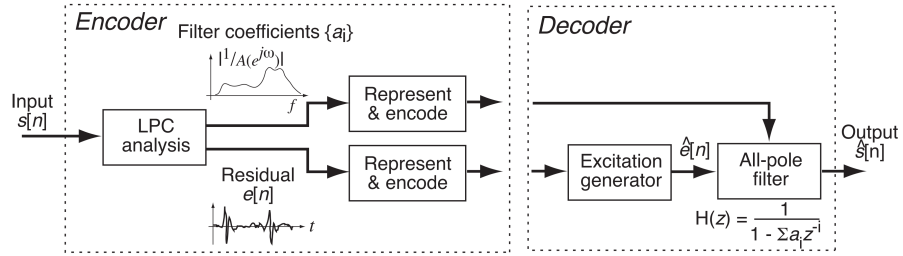 Encoder
Filter coefficients {aᵢ}
|1/A(e^jω)|
f
Input
s[n]
LPC
analysis
Represent
& encode
Represent
& encode
Residual
e[n]
t
Decoder
Excitation
generator
ê[n]
All-pole
filter
Output
ŝ[n]
H(z) = 1
1 - Σaᵢz⁻ⁱ